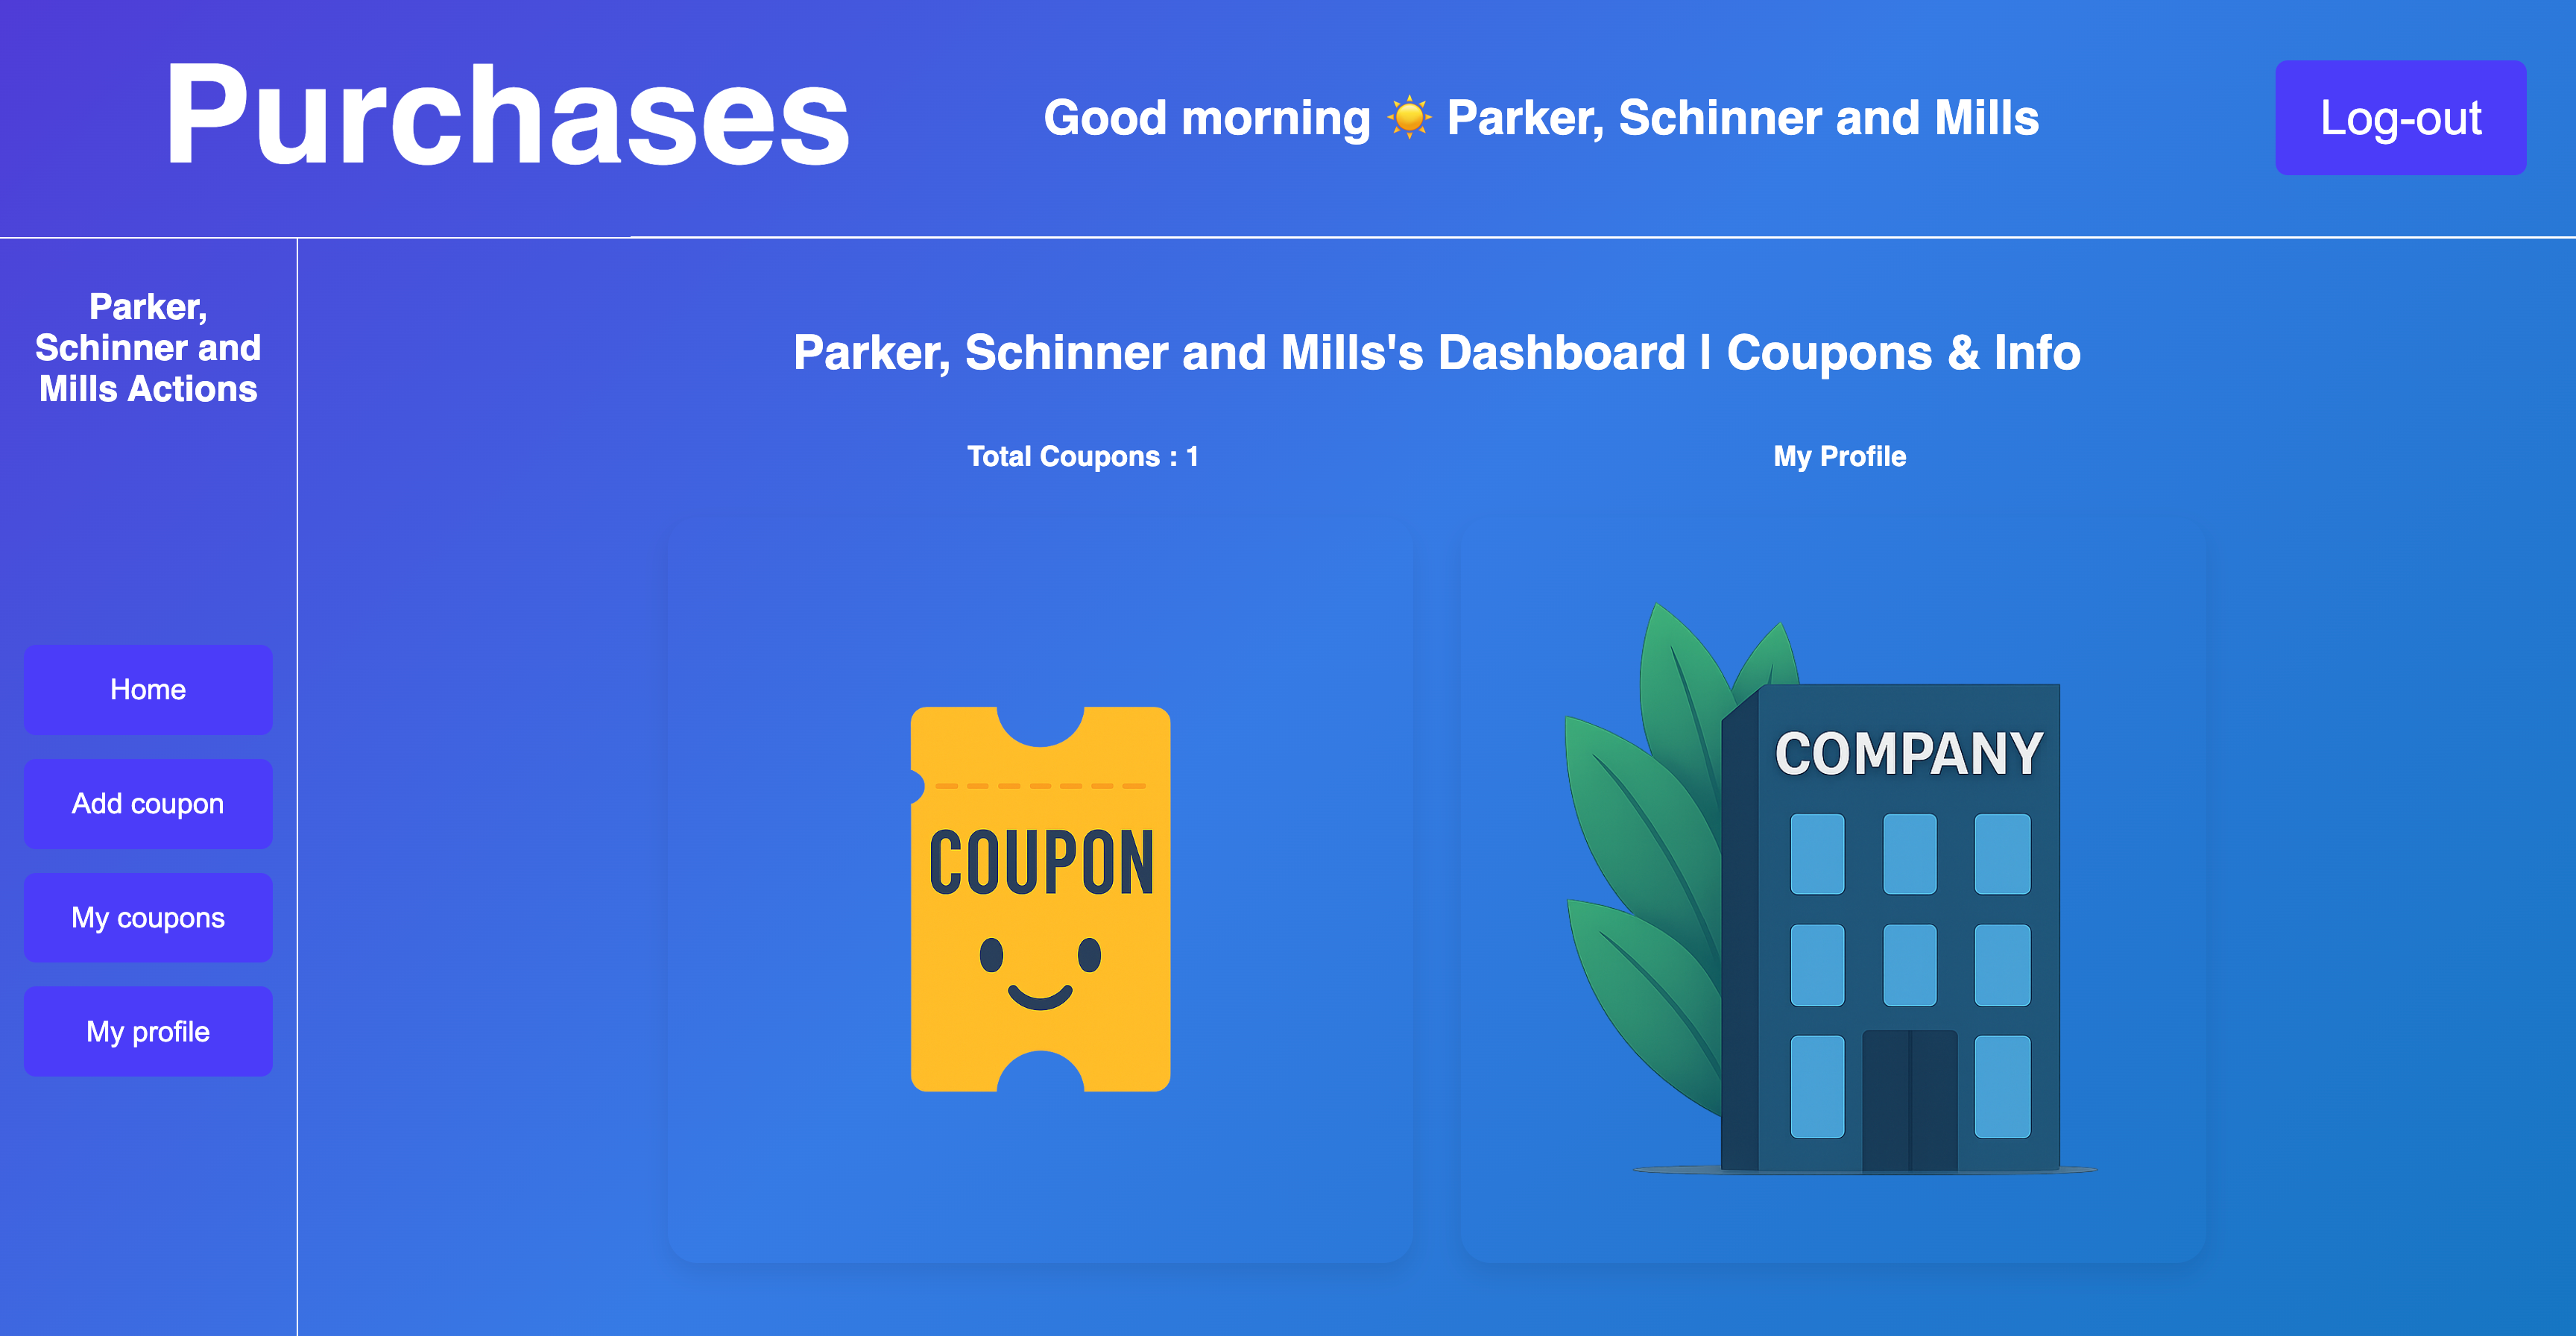 Purchases
Good morning ☀️ Parker, Schinner and Mills
Log-out
Parker,
Schinner and
Mills Actions
Home
Add coupon
My coupons
My profile
Parker, Schinner and Mills's Dashboard | Coupons & Info
Total Coupons : 1
My Profile
COUPON
COMPANY